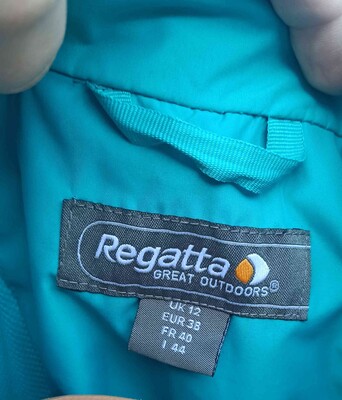 Regatta
GREAT OUTDOORS®
UK 12
EUR 38
FR 40
I 44